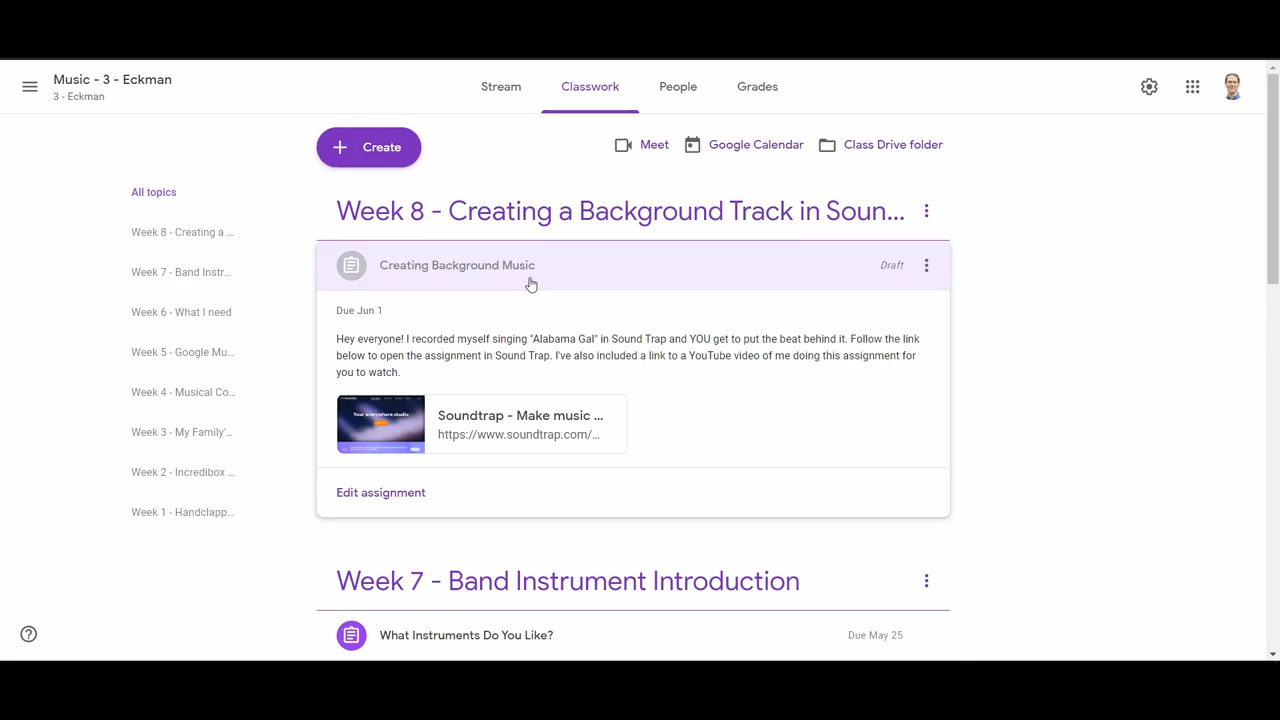 Music - 3 - Eckman
3 - Eckman
Stream
Classwork
People
Grades
Create
Meet
Google Calendar
Class Drive folder
All topics
Week 8 - Creating a ...
Week 7 - Band Instr...
Week 6 - What I need
Week 5 - Google Mu...
Week 4 - Musical Co...
Week 3 - My Family'...
Week 2 - Incredibox ...
Week 1 - Handclapp...
Week 8 - Creating a Background Track in Soun...
Creating Background Music
Draft
Due Jun 1
Hey everyone! I recorded myself singing "Alabama Gal" in Sound Trap and YOU get to put the beat behind it. Follow the link
below to open the assignment in Sound Trap. I've also included a link to a YouTube video of me doing this assignment for
you to watch.
Your everywhere studio.
Soundtrap - Make music ...
https://www.soundtrap.com/...
Edit assignment
Week 7 - Band Instrument Introduction
What Instruments Do You Like?
Due May 25